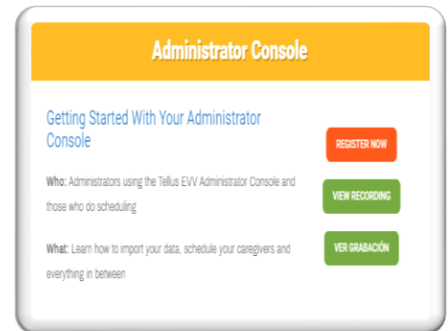 Administrator Console
Getting Started With Your Administrator
Console
REGISTER NOW
Who: Administrators using the Tellus EVV Administrator Console and
those who do scheduling
VIEW RECORDING
What: Learn how to import your data, schedule your caregivers and
everything in between
VER GRABACIÓN